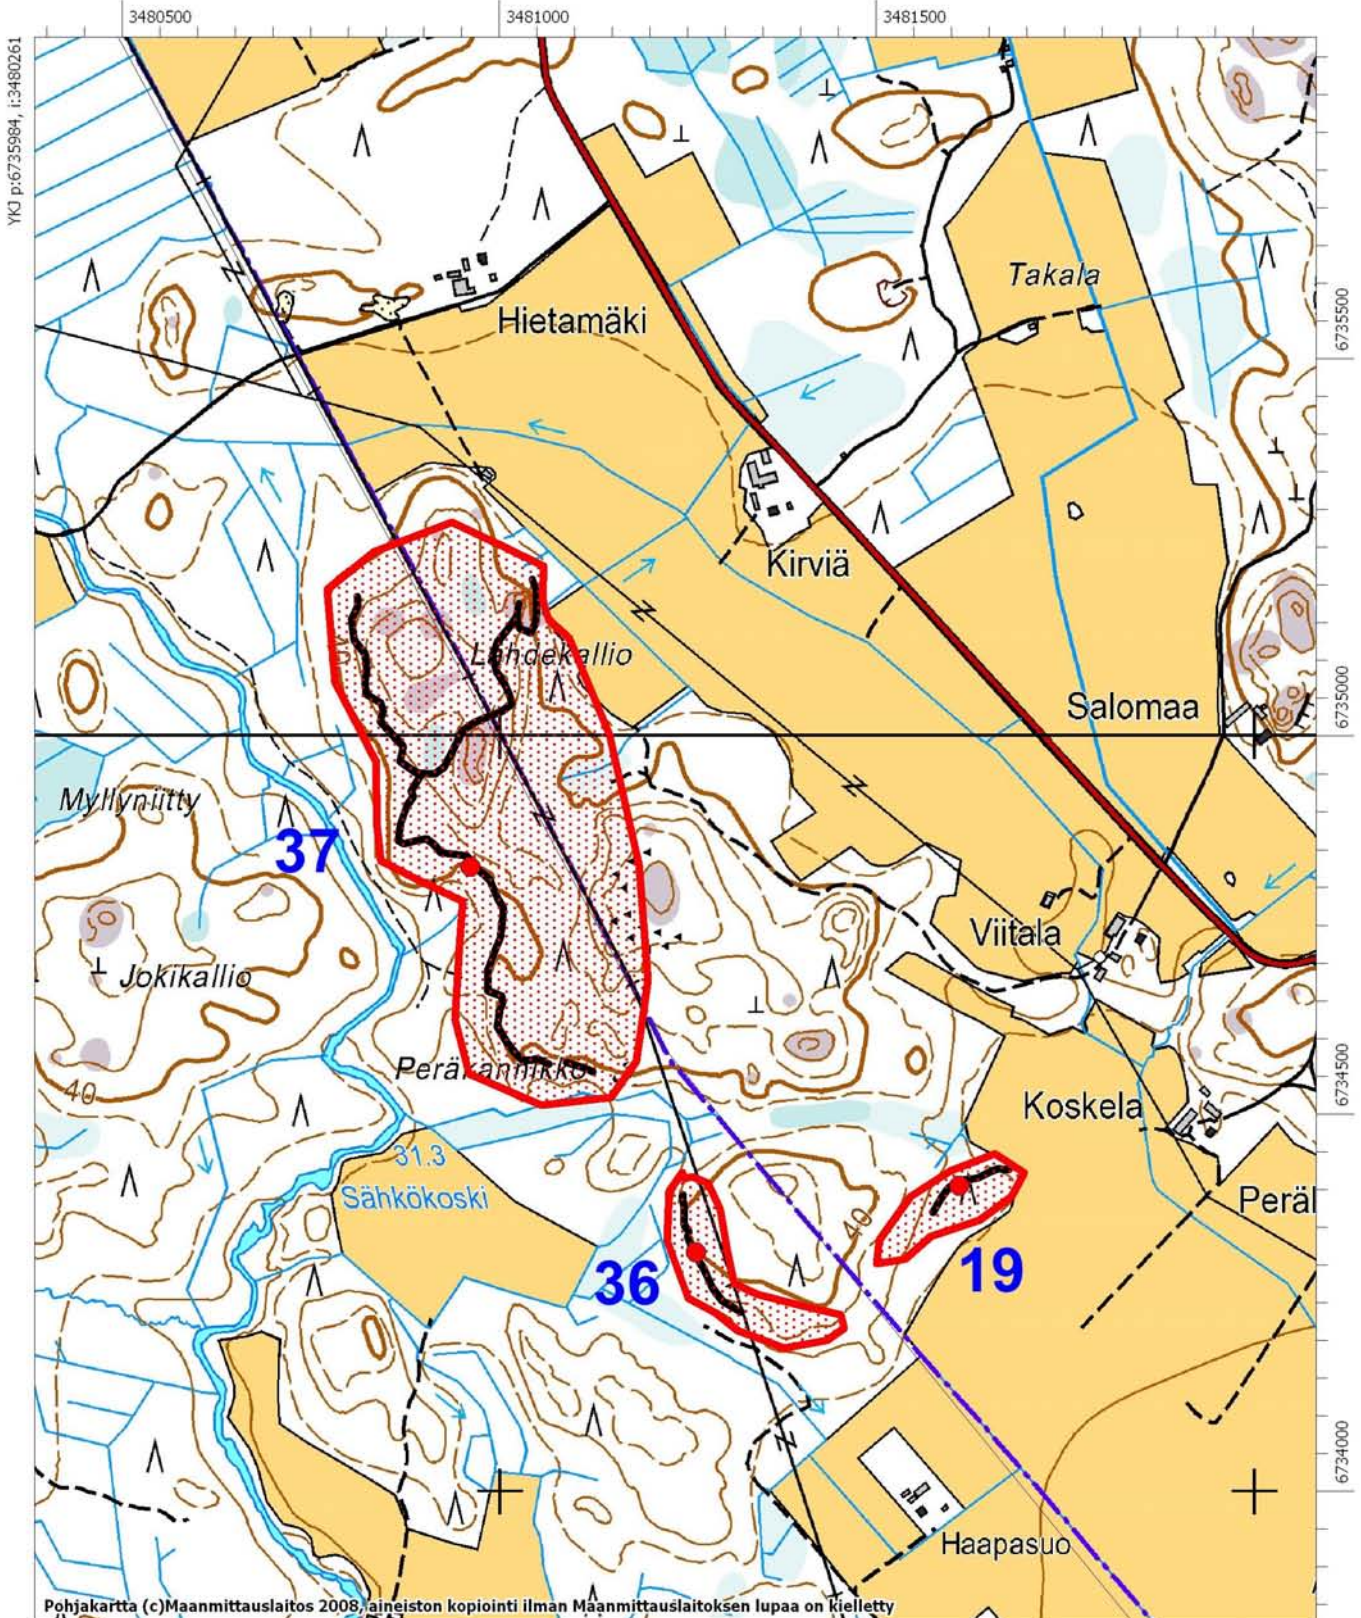 3480500
3481000
3481500
YKJ p:6735984, i:3480261
Takala
Hietamäki
6735500
Kirviä
Lähdekallio
6735000
Salomaa
Myllyniitty
37
Viitala
Jokikallio
Peräkannikko
6734500
40
Koskela
31.3
Sähkökoski
Peräl
40
36
19
6734000
Haapasuo
Pohjakartta (c)Maanmittauslaitos 2008, aineiston kopiointi ilman Maanmittauslaitoksen lupaa on kielletty